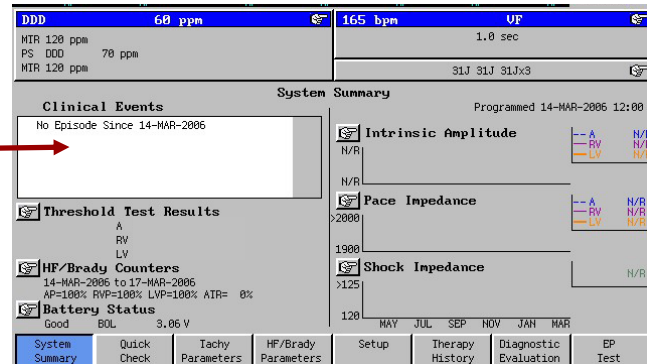 DDD 60 ppm
MTR 120 ppm
PS DDD 70 ppm
MTR 120 ppm
165 bpm VF
1.0 sec
31J 31J 31Jx3
System Summary
Programmed 14-MAR-2006 12:00
Clinical Events
No Episode Since 14-MAR-2006
Threshold Test Results
A
RV
LV
HF/Brady Counters
14-MAR-2006 to 17-MAR-2006
AP=100% RVP=100% LVP=100% ATR= 0%
Battery Status
Good BOL 3.06 V
Intrinsic Amplitude
N/R
N/R
A N/R
RV N/R
LV N/R
Pace Impedance
>2000
1900
A N/R
RV N/R
LV N/R
Shock Impedance
>125
120
N/R
MAY JUL SEP NOV JAN MAR
System Summary
Quick Check
Tachy Parameters
HF/Brady Parameters
Setup
Therapy History
Diagnostic Evaluation
EP Test